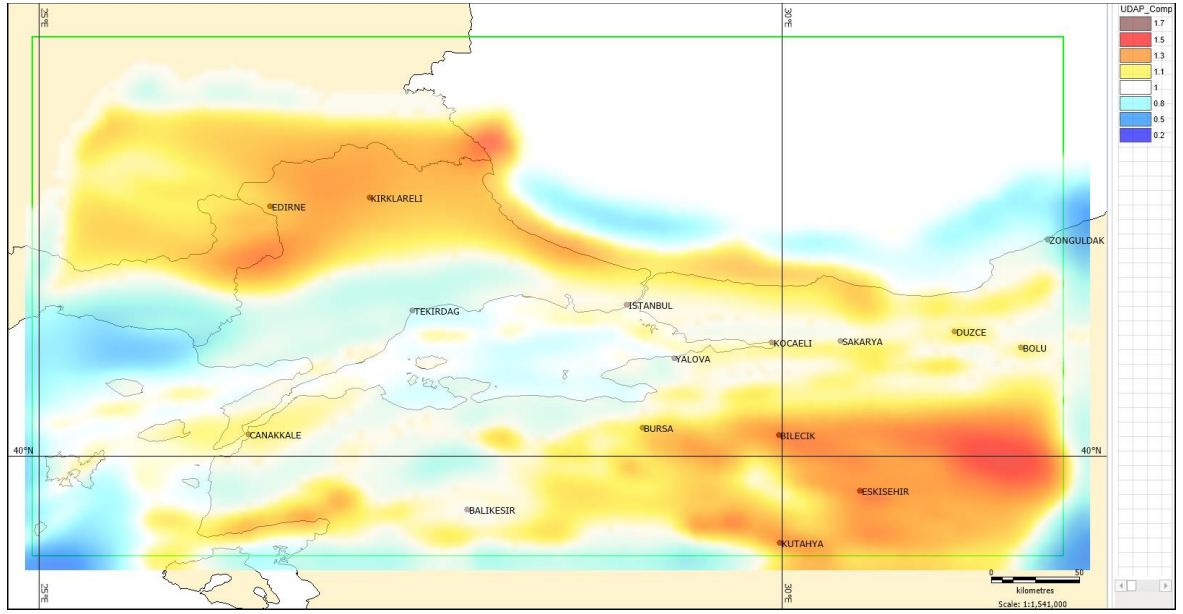 25°E
30°E
UDAP_Comp
1.7
1.5
1.3
1.1
1
0.8
0.5
0.2
KIRKLARELI
EDIRNE
ZONGULDAK
ISTANBUL
TEKIRDAG
DUZCE
KOCAELI
SAKARYA
BOLU
YALOVA
BURSA
CANAKKALE
BILECIK
40°N
40°N
ESKISEHIR
BALIKESIR
KUTAHYA
0
50
kilometres
25°E
30°E
Scale: 1:1,541,000